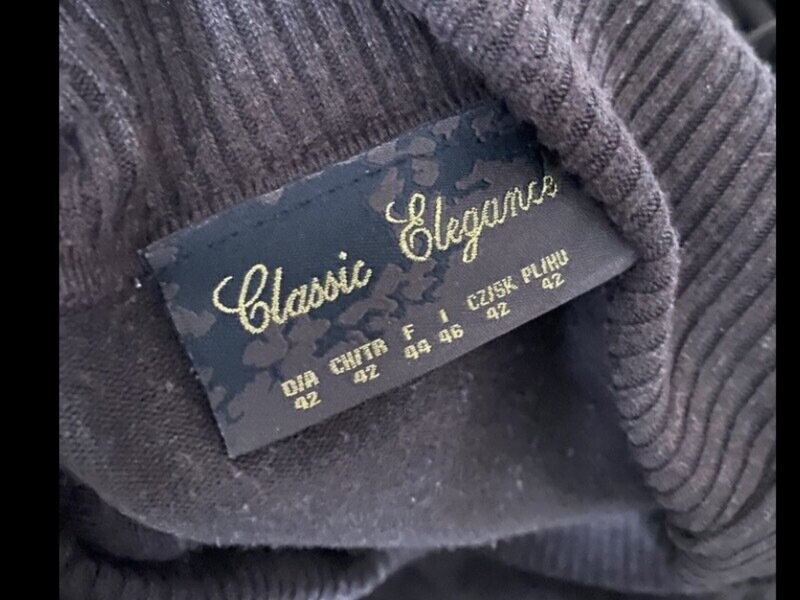 Classic Elegance
D/A CH/TR F I CZ/SK PL/HU
42 42 44 46 42 42